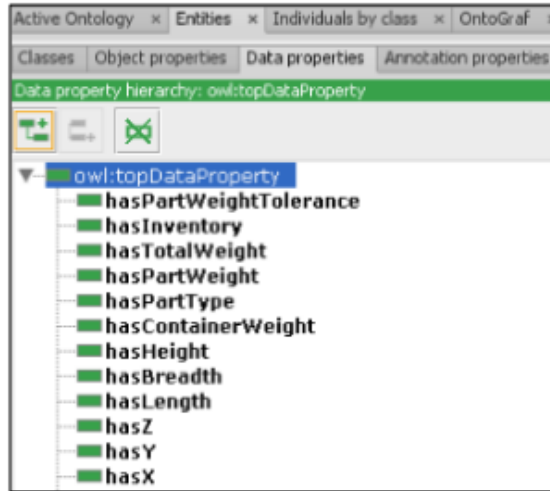 Active Ontology × Entities × Individuals by class × OntoGraf
Classes Object properties Data properties Annotation properties
Data property hierarchy: owl:topDataProperty
owl:topDataProperty
hasPartWeightTolerance
hasInventory
hasTotalWeight
hasPartWeight
hasPartType
hasContainerWeight
hasHeight
hasBreadth
hasLength
hasZ
hasY
hasX